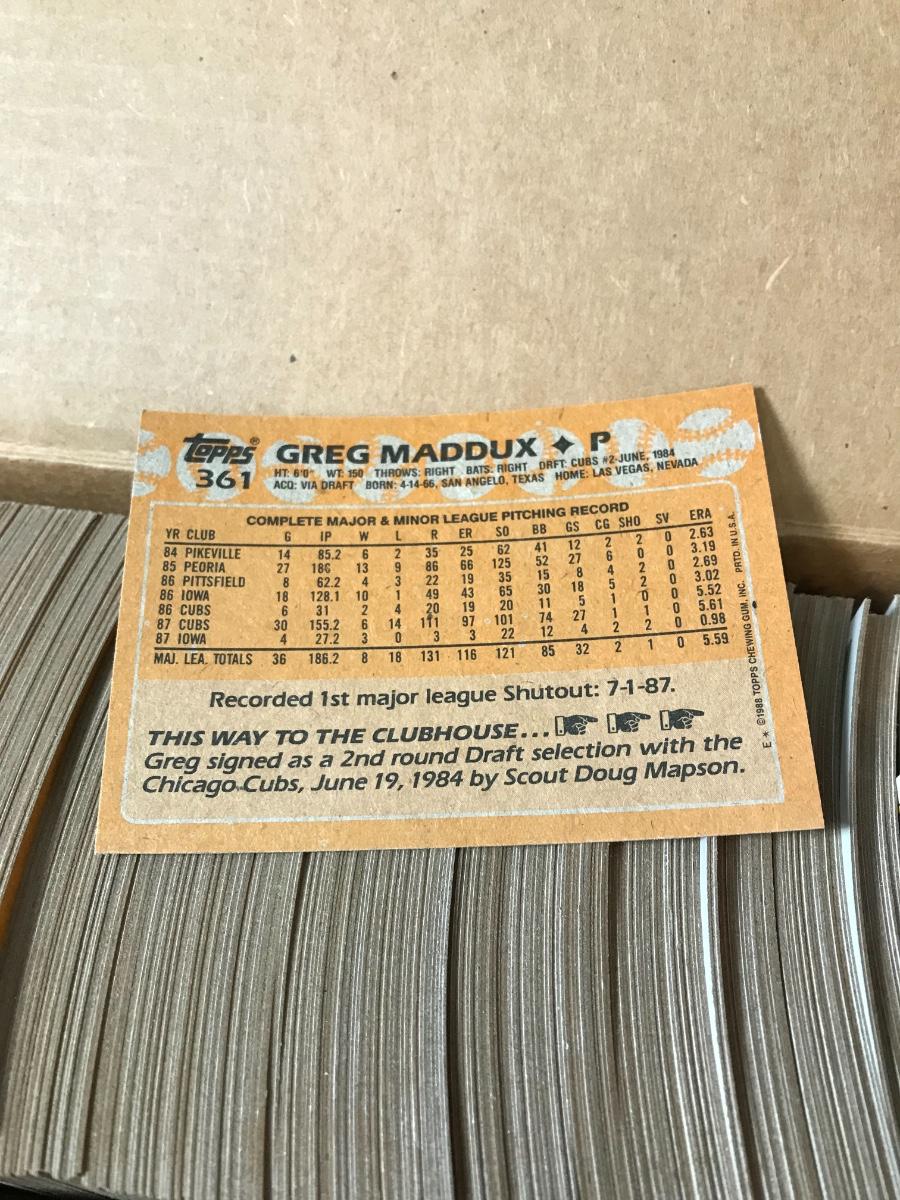 Topps® GREG MADDUX ✦ P
361 HT: 6'0" WT: 150 THROWS: RIGHT BATS: RIGHT DRFT: CUBS #2-JUNE, 1984
ACQ: VIA DRAFT BORN: 4-14-66, SAN ANGELO, TEXAS HOME: LAS VEGAS, NEVADA
COMPLETE MAJOR & MINOR LEAGUE PITCHING RECORD
YR CLUB G IP W L R ER SO BB GS CG SHO SV ERA
84 PIKEVILLE 14 85.2 6 2 35 25 62 41 12 2 2 0 2.63
85 PEORIA 27 186 13 9 86 66 125 52 27 6 0 0 3.19
86 PITTSFIELD 8 62.2 4 3 22 19 35 15 8 4 2 0 2.69
86 IOWA 18 128.1 10 1 49 43 65 30 18 5 2 0 3.02
86 CUBS 6 31 2 4 20 19 20 11 5 1 0 0 5.52
87 CUBS 30 155.2 6 14 111 97 101 74 27 1 1 0 5.61
87 IOWA 4 27.2 3 0 3 3 22 12 4 2 2 0 0.98
MAJ. LEA. TOTALS 36 186.2 8 18 131 116 121 85 32 2 1 0 5.59
Recorded 1st major league Shutout: 7-1-87.
THIS WAY TO THE CLUBHOUSE...
Greg signed as a 2nd round Draft selection with the
Chicago Cubs, June 19, 1984 by Scout Doug Mapson.
E* ©1988 TOPPS CHEWING GUM, INC. PRTD. IN U.S.A.